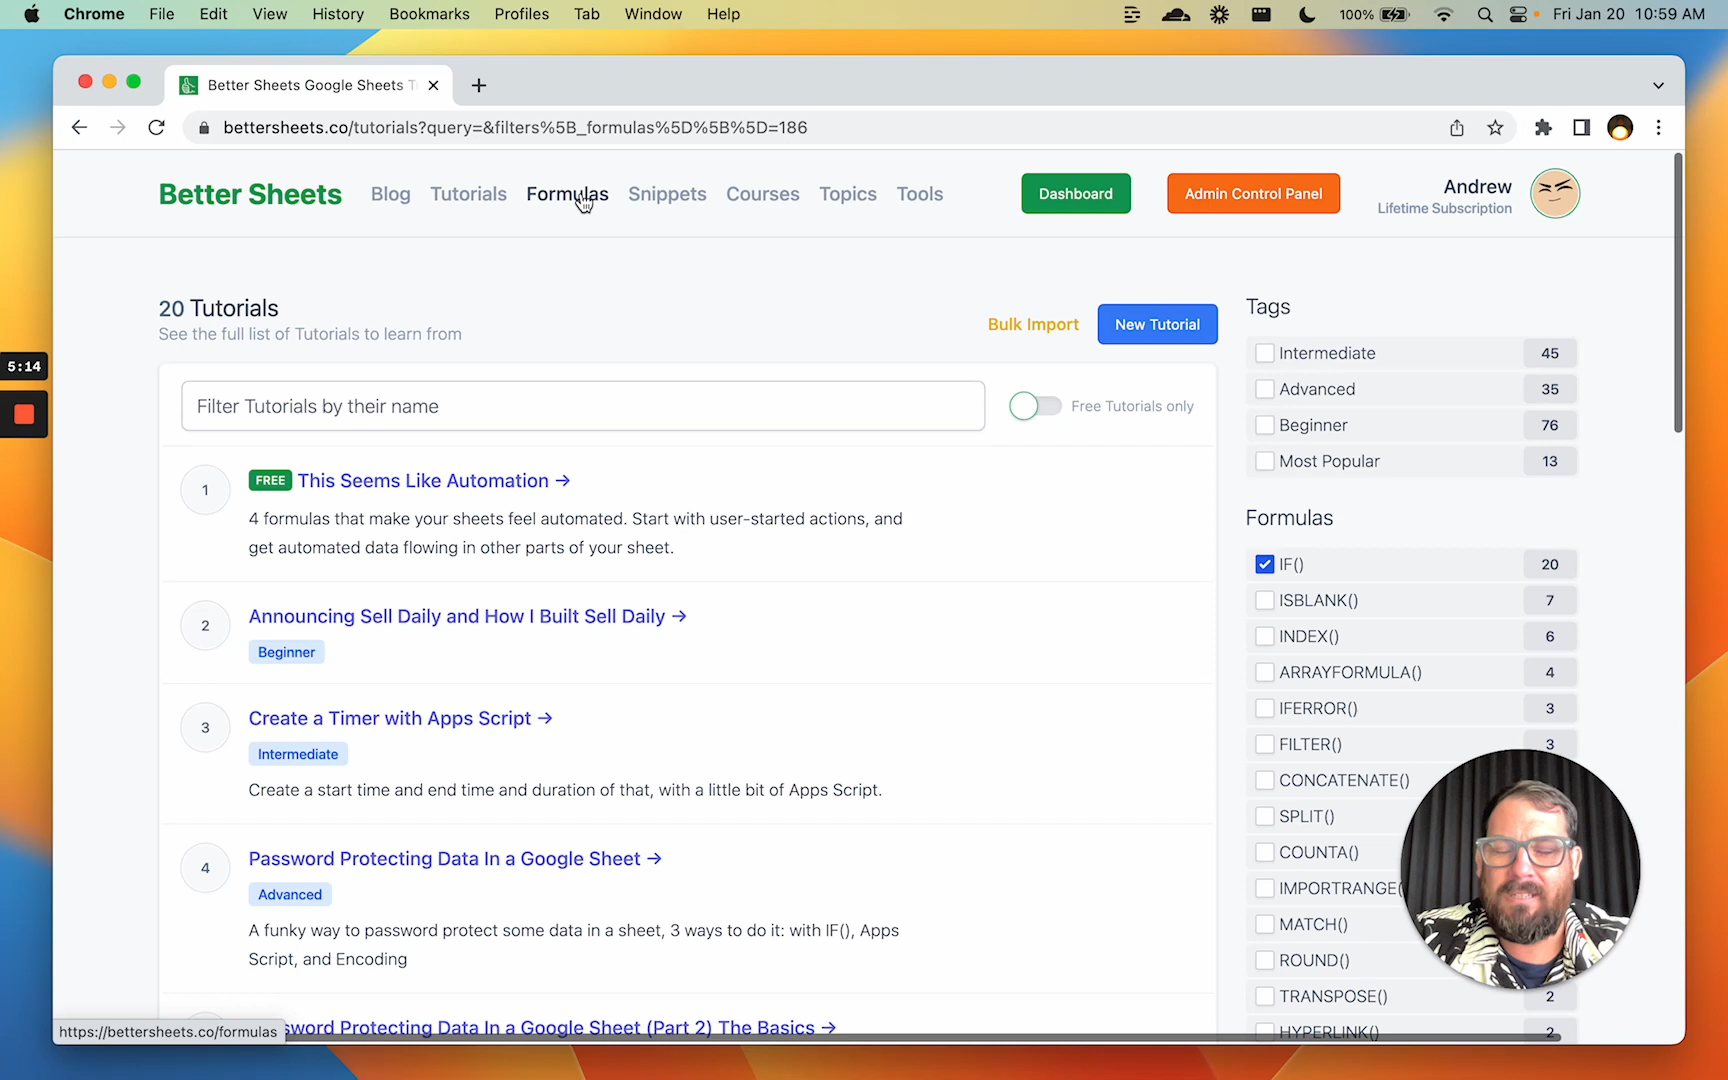 Chrome File Edit View History Bookmarks Profiles Tab Window Help 100% Fri Jan 20 10:59 AM
Better Sheets Google Sheets
bettersheets.co/tutorials?query=&filters%5B_formulas%5D%5B%5D=186
Better Sheets Blog Tutorials Formulas Snippets Courses Topics Tools Dashboard Admin Control Panel Andrew
Lifetime Subscription
20 Tutorials
See the full list of Tutorials to learn from
Bulk Import New Tutorial
Filter Tutorials by their name Free Tutorials only
1 FREE This Seems Like Automation →
4 formulas that make your sheets feel automated. Start with user-started actions, and
get automated data flowing in other parts of your sheet.
2 Announcing Sell Daily and How I Built Sell Daily →
Beginner
3 Create a Timer with Apps Script →
Intermediate
Create a start time and end time and duration of that, with a little bit of Apps Script.
4 Password Protecting Data In a Google Sheet →
Advanced
A funky way to password protect some data in a sheet, 3 ways to do it: with IF(), Apps
Script, and Encoding
sword Protecting Data In a Google Sheet (Part 2) The Basics →
Tags
Intermediate 45
Advanced 35
Beginner 76
Most Popular 13
Formulas
IF() 20
ISBLANK() 7
INDEX() 6
ARRAYFORMULA() 4
IFERROR() 3
FILTER() 3
CONCATENATE()
SPLIT()
COUNTA()
IMPORTRANGE(
MATCH()
ROUND()
TRANSPOSE() 2
HYPERLINK() 2
5:14
https://bettersheets.co/formulas